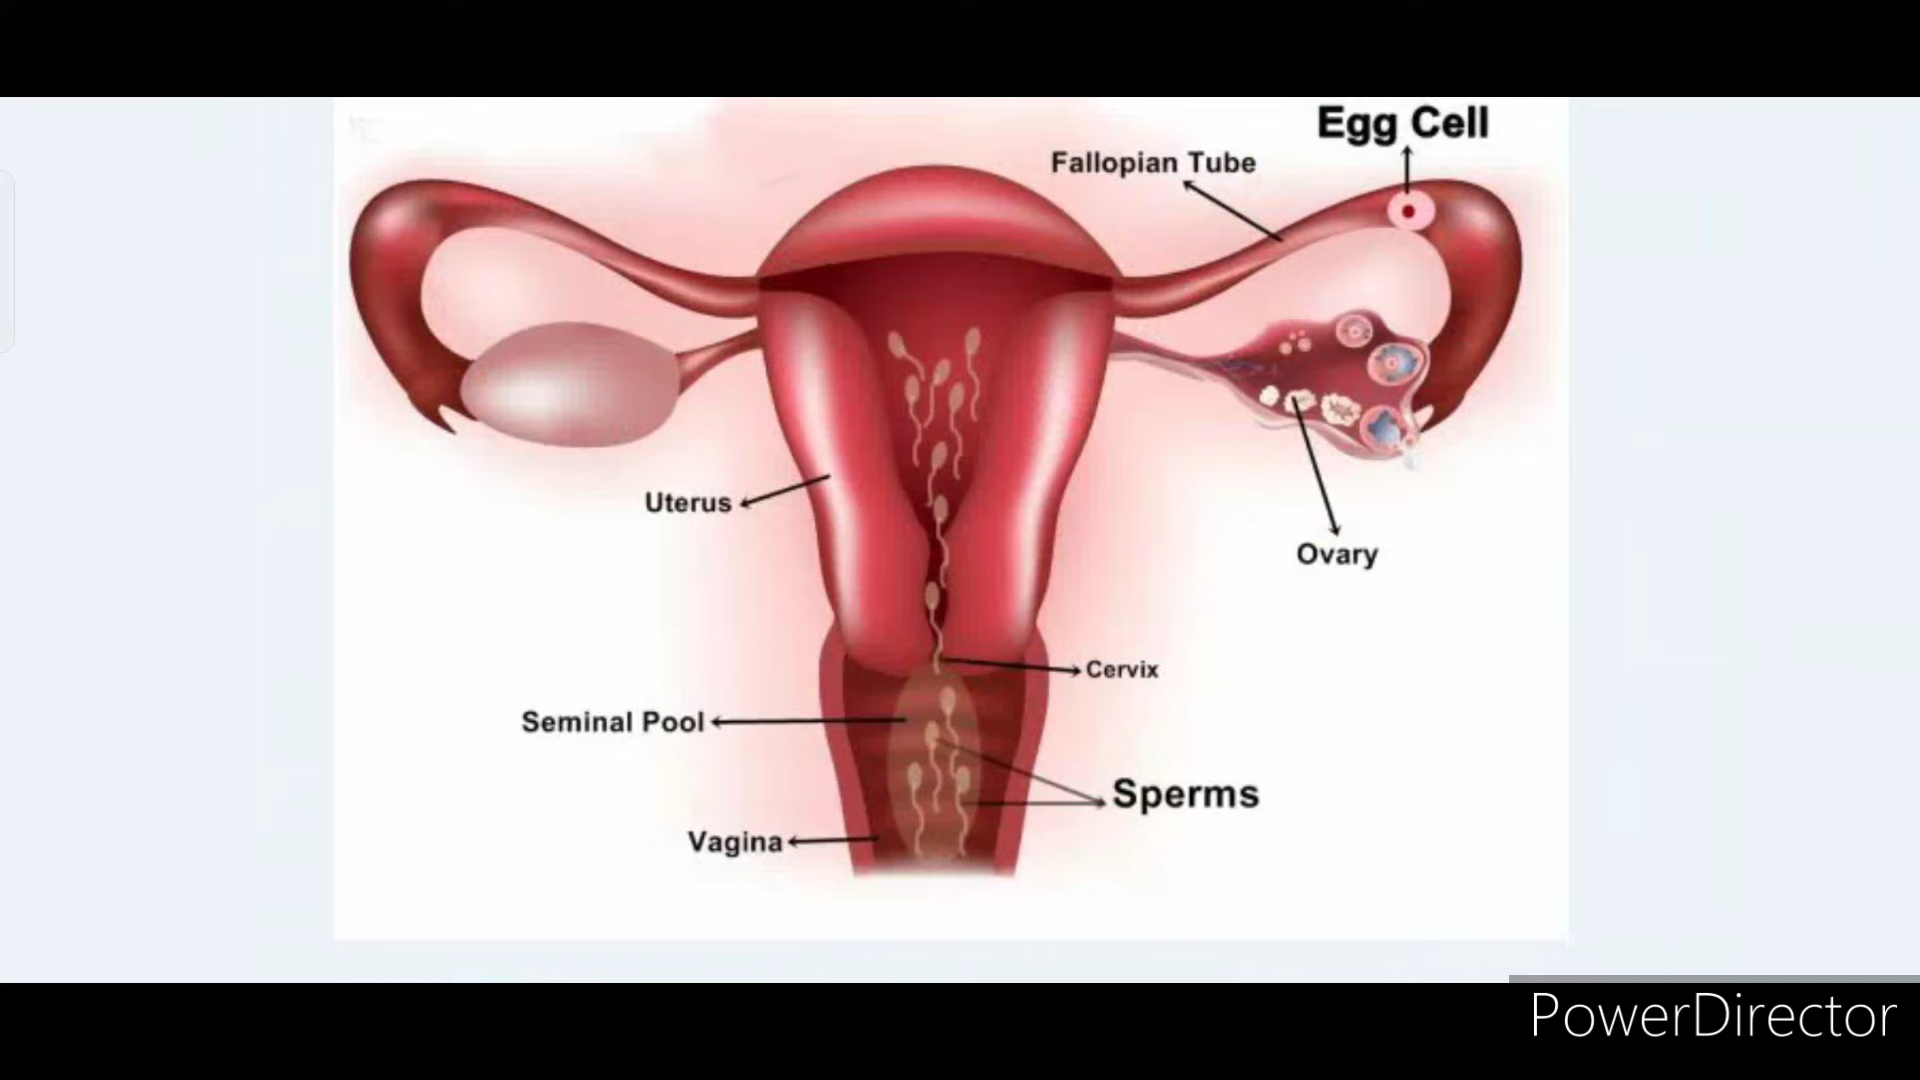 Egg Cell
Fallopian Tube
Uterus
Ovary
Cervix
Seminal Pool
Sperms
Vagina
PowerDirector